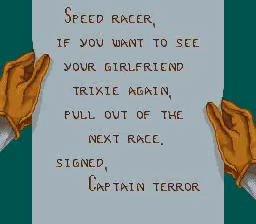 Speed Racer,
if you want to see
your girlfriend
Trixie again,
pull out of the
next race.
signed,
Captain terror